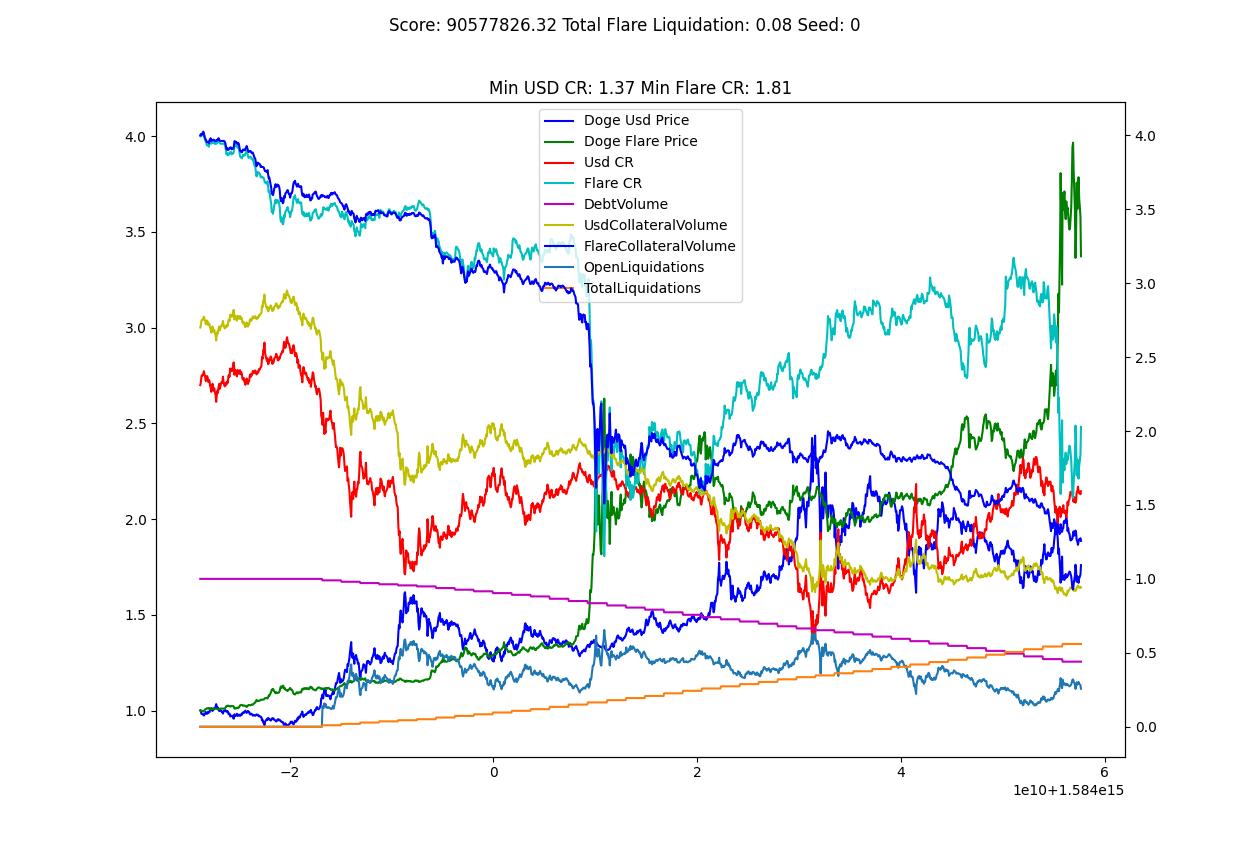 Score: 90577826.32 Total Flare Liquidation: 0.08 Seed: 0
Min USD CR: 1.37 Min Flare CR: 1.81
Doge Usd Price
Doge Flare Price
Usd CR
Flare CR
DebtVolume
UsdCollateralVolume
FlareCollateralVolume
OpenLiquidations
TotalLiquidations
4.0
3.5
3.0
2.5
2.0
1.5
1.0
4.0
3.5
3.0
2.5
2.0
1.5
1.0
0.5
0.0
−2 0 2 4 6
1e10+1.584e15